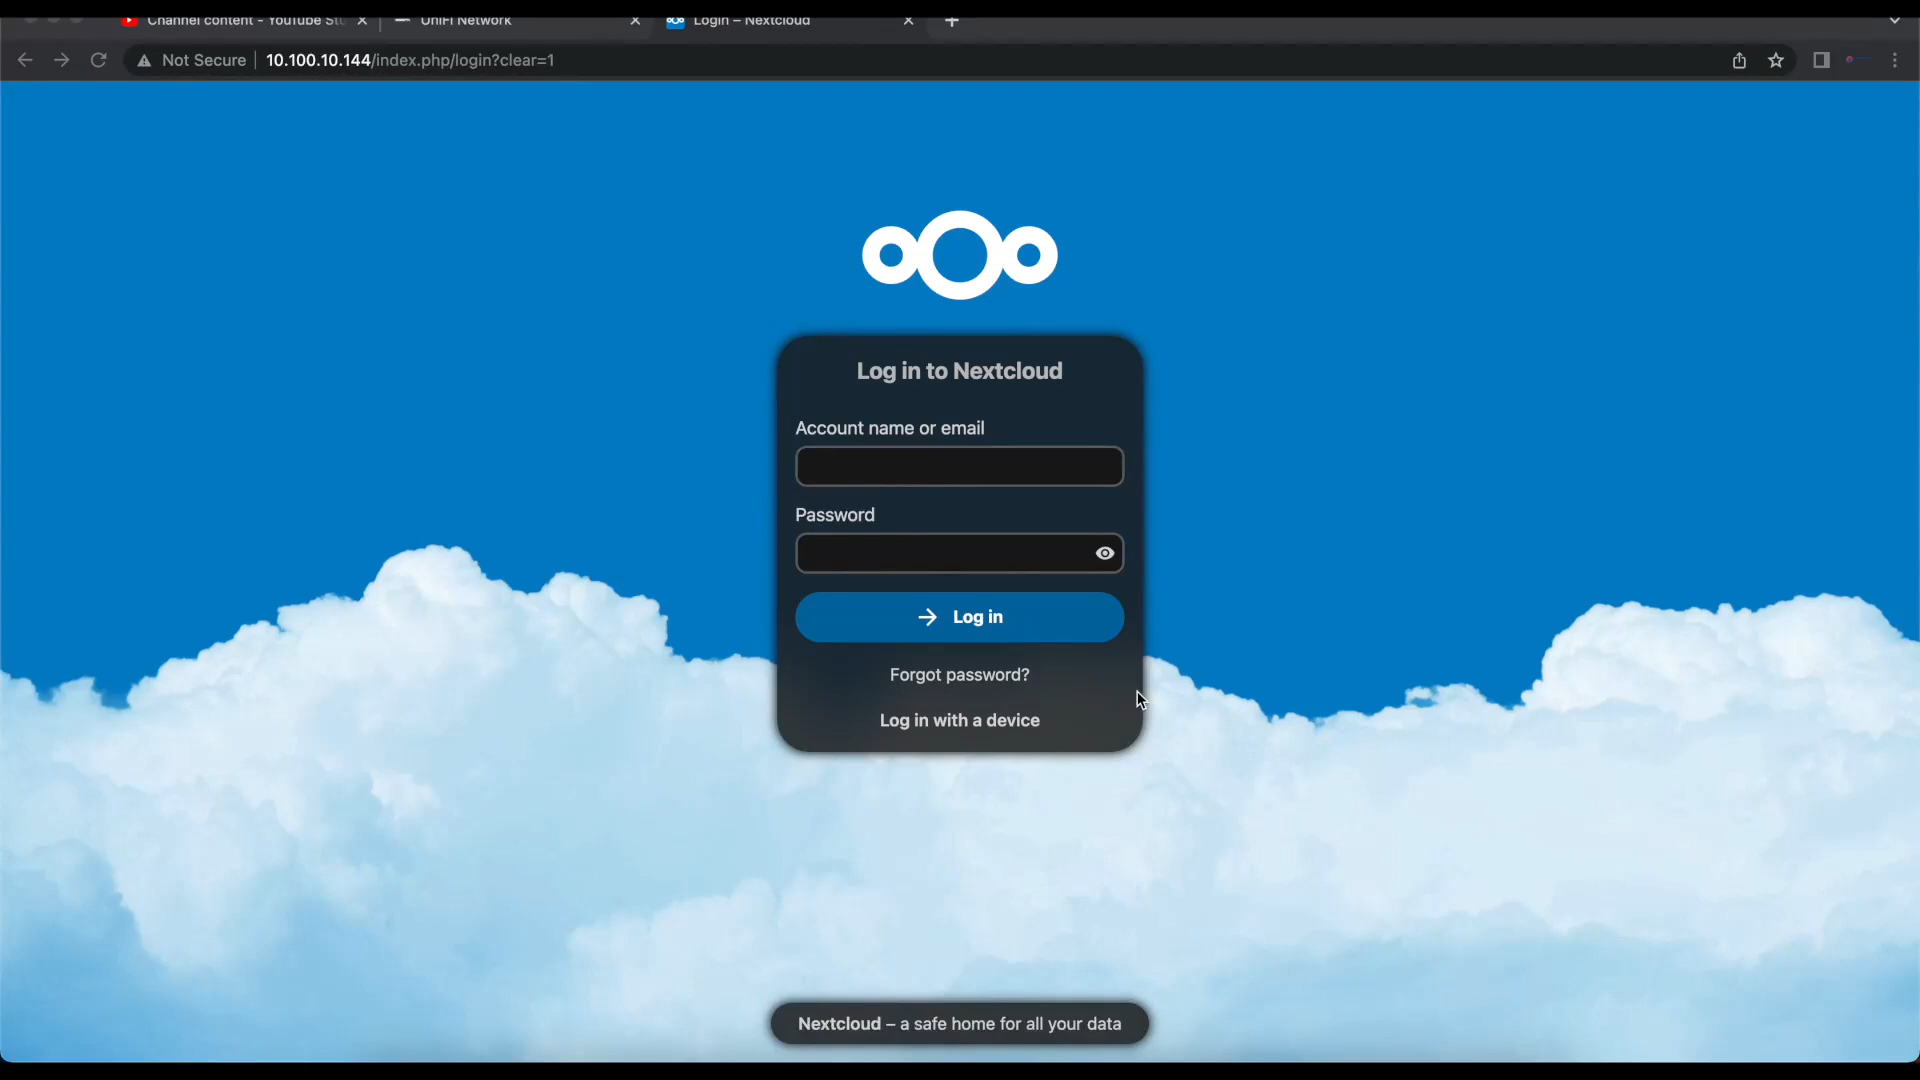 Channel content - YouTube St
UniFi Network
Login – Nextcloud
Not Secure
10.100.10.144/index.php/login?clear=1
Log in to Nextcloud
Account name or email
Password
Log in
Forgot password?
Log in with a device
Nextcloud – a safe home for all your data